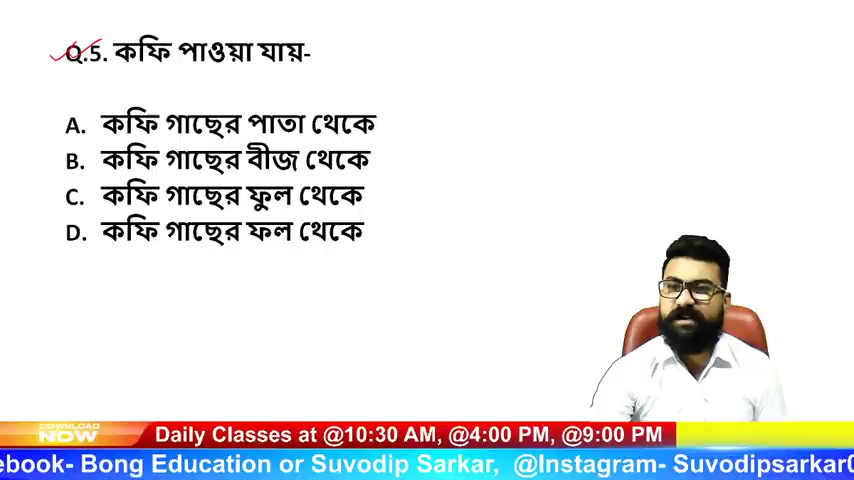 Q.5. কফি পাওয়া যায়-
A. কফি গাছের পাতা থেকে
B. কফি গাছের বীজ থেকে
C. কফি গাছের ফুল থেকে
D. কফি গাছের ফল থেকে
DOWNLOAD
NOW
Daily Classes at @10:30 AM, @4:00 PM, @9:00 PM
ebook- Bong Education or Suvodip Sarkar, @Instagram- Suvodipsarkar0